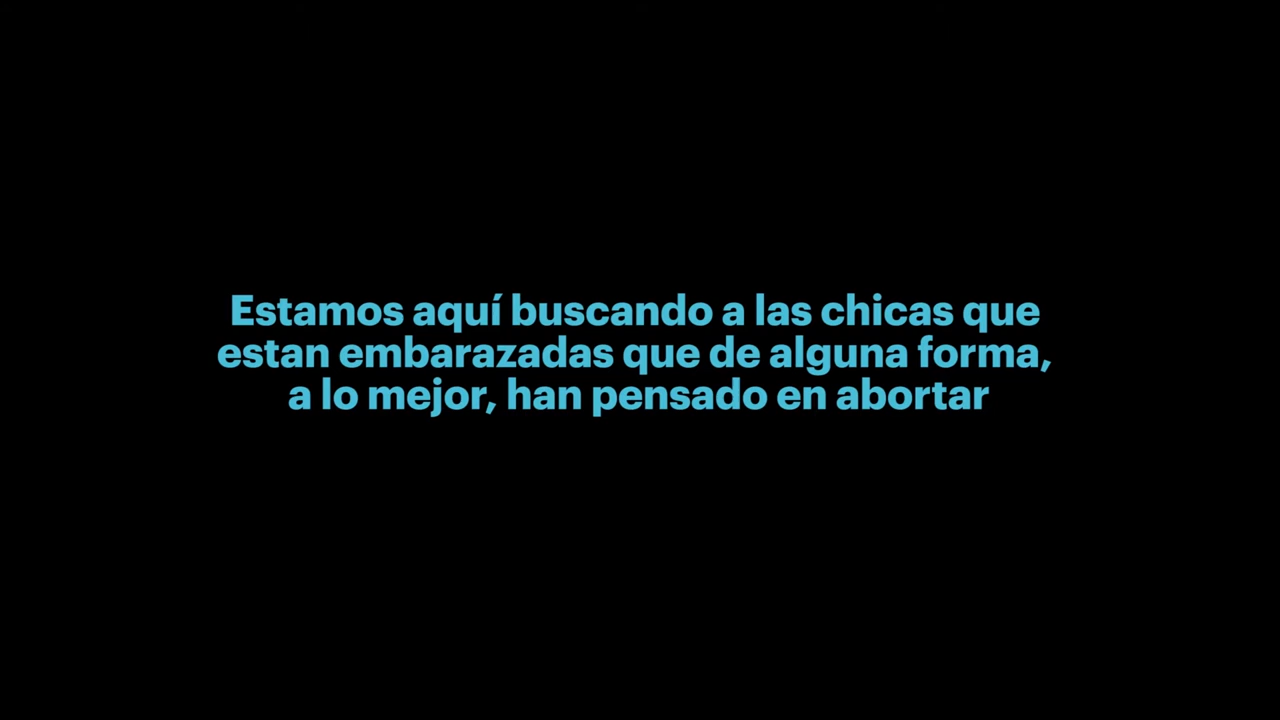 Estamos aquí buscando a las chicas que
estan embarazadas que de alguna forma,
a lo mejor, han pensado en abortar